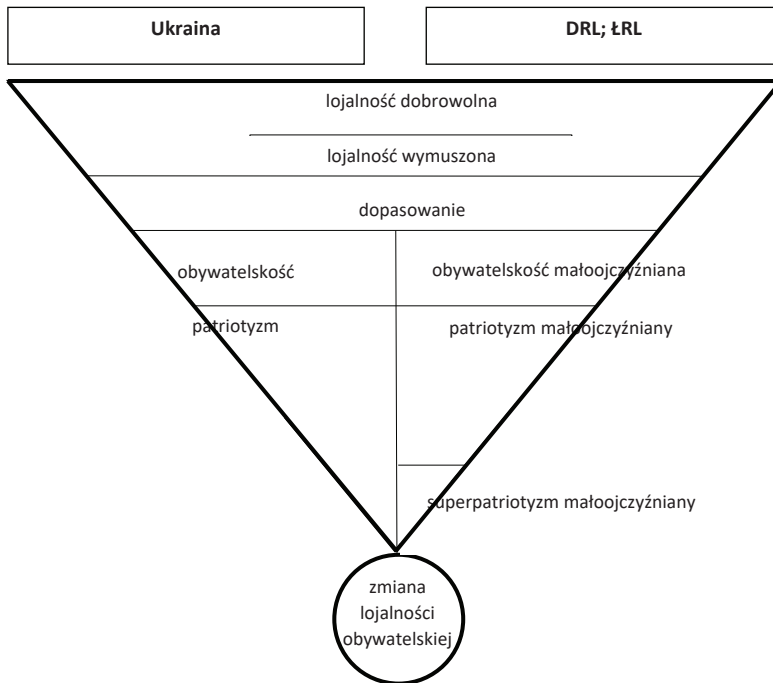 Ukraina
DRL; ŁRL
lojalność dobrowolna
lojalność wymuszona
dopasowanie
obywatelskość
obywatelskość małoojczyźniana
patriotyzm
patriotyzm małoojczyźniany
superpatriotyzm małoojczyźniany
zmiana
lojalności
obywatelskiej